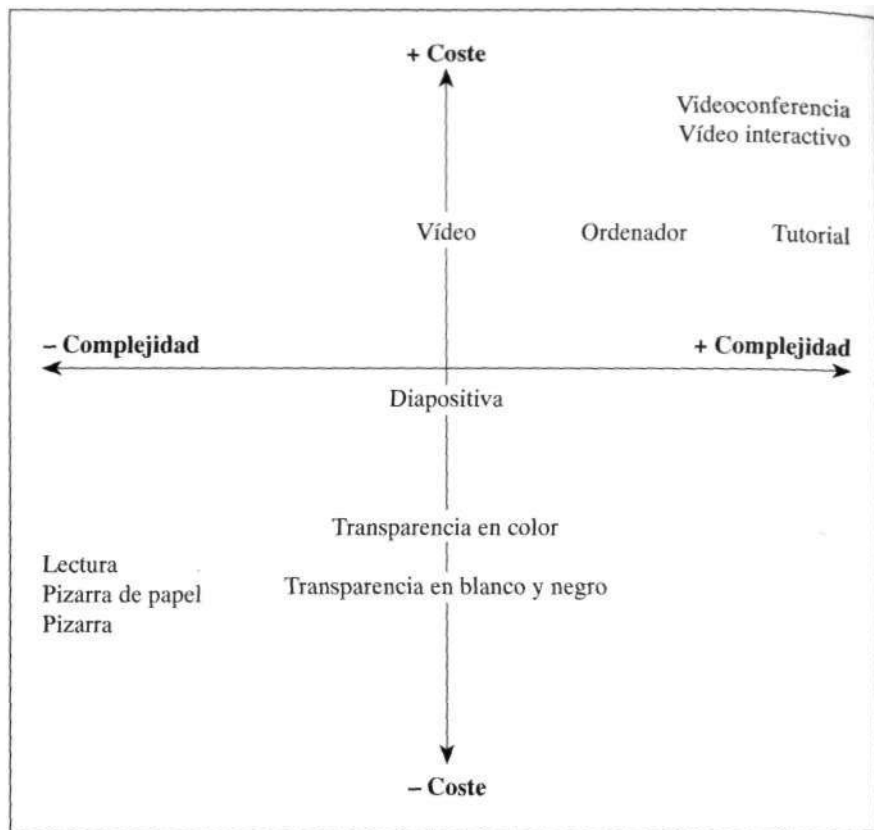 + Coste
Videoconferencia
Vídeo interactivo
Vídeo Ordenador Tutorial
– Complejidad + Complejidad
Diapositiva
Transparencia en color
Lectura
Transparencia en blanco y negro
Pizarra de papel
Pizarra
– Coste